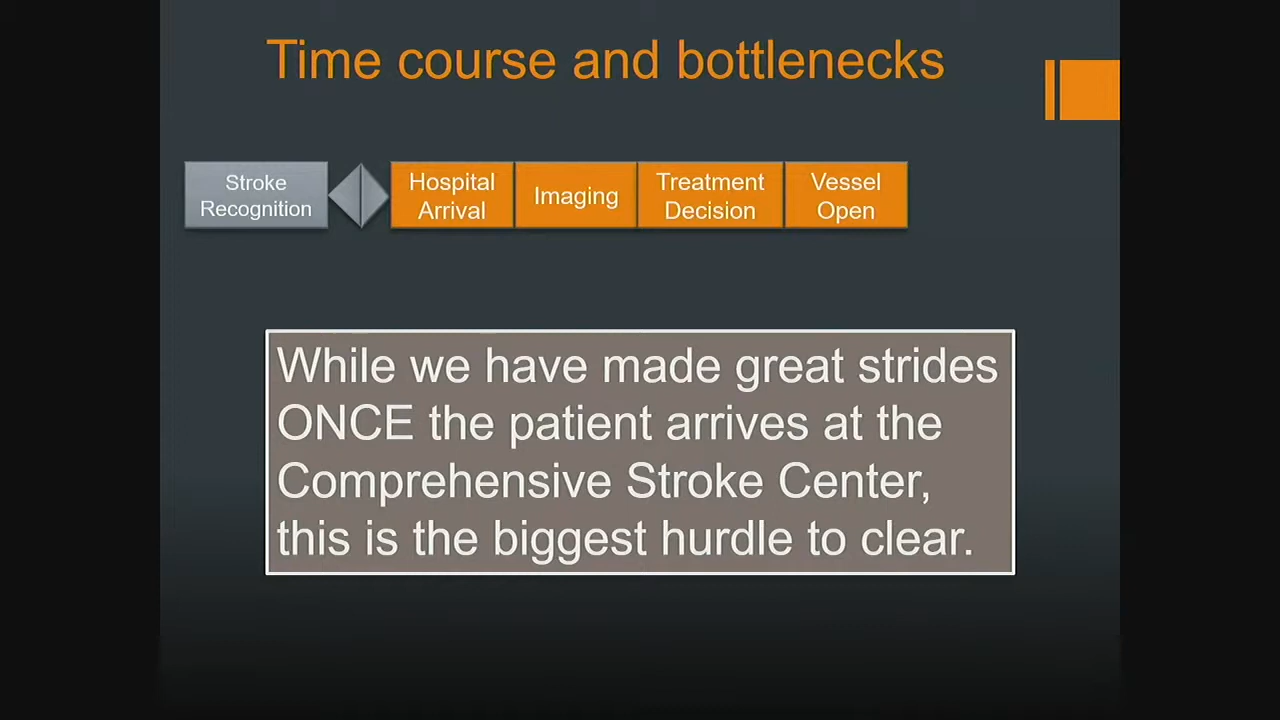 Time course and bottlenecks
Stroke
Recognition
Hospital
Arrival
Imaging
Treatment
Decision
Vessel
Open
While we have made great strides
ONCE the patient arrives at the
Comprehensive Stroke Center,
this is the biggest hurdle to clear.